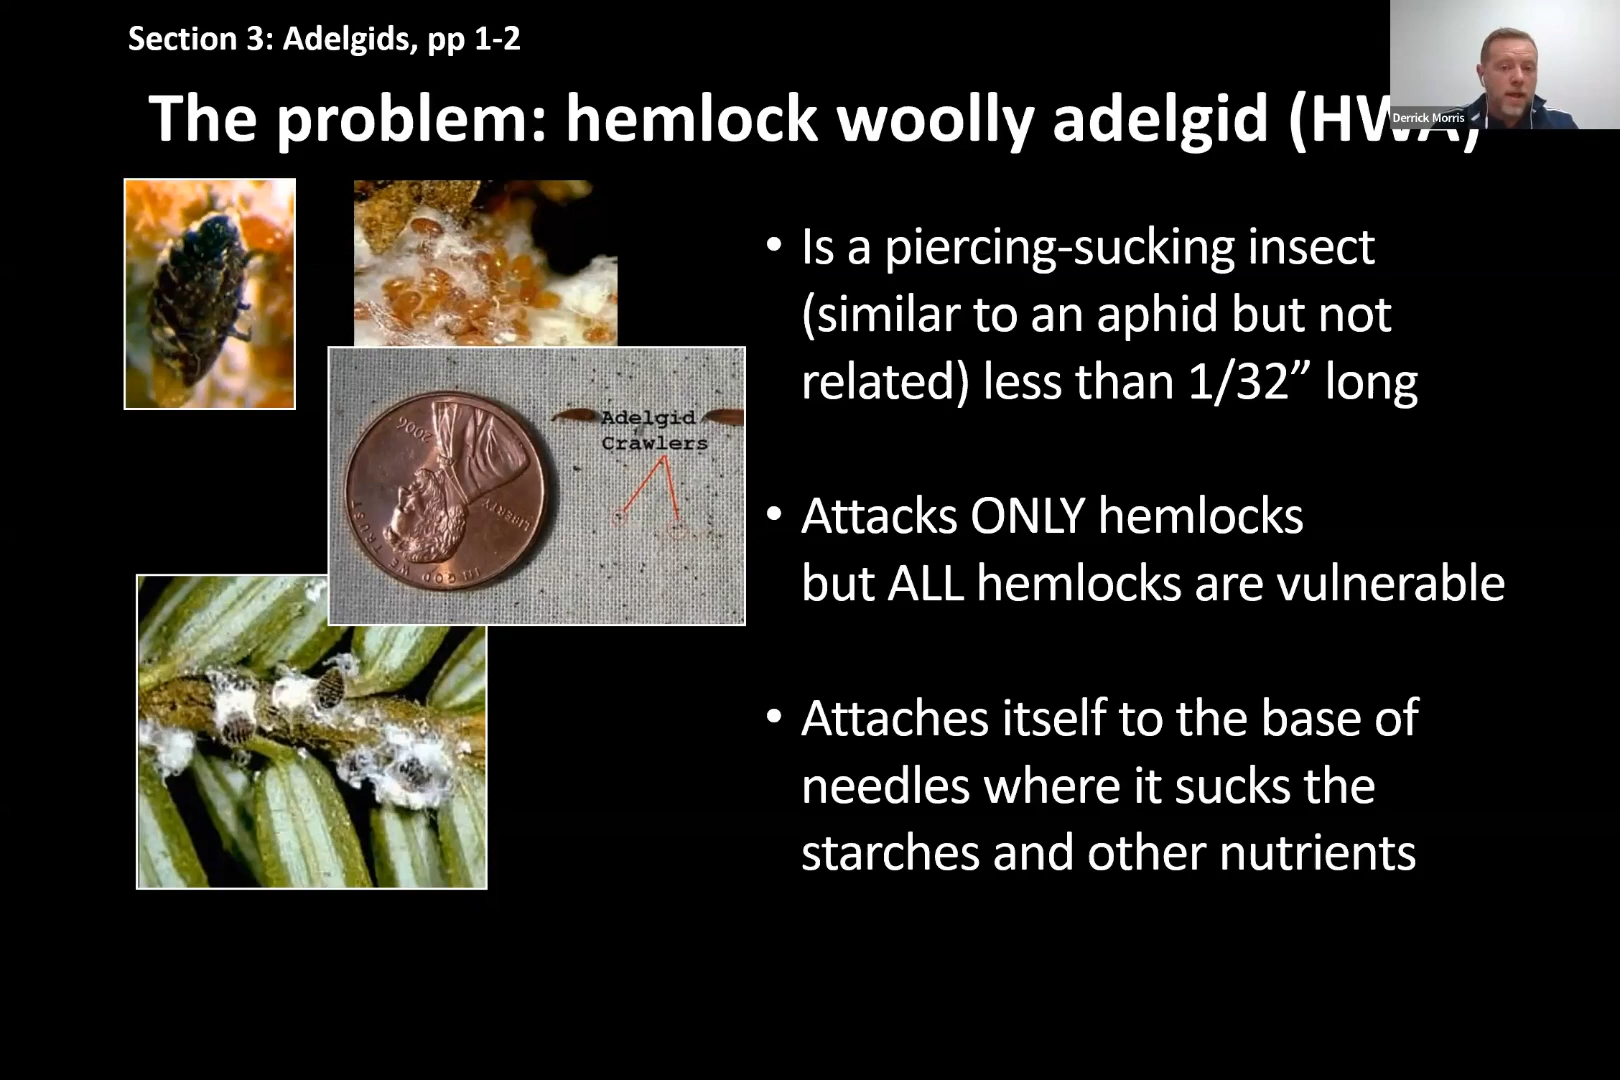 Section 3: Adelgids, pp 1-2
The problem: hemlock woolly adelgid (HWA)
Derrick Morris
• Is a piercing-sucking insect
(similar to an aphid but not
related) less than 1/32” long
Adelgid
Crawlers
2006
LIBERTY
IN GOD WE TRUST
• Attacks ONLY hemlocks
but ALL hemlocks are vulnerable
• Attaches itself to the base of
needles where it sucks the
starches and other nutrients